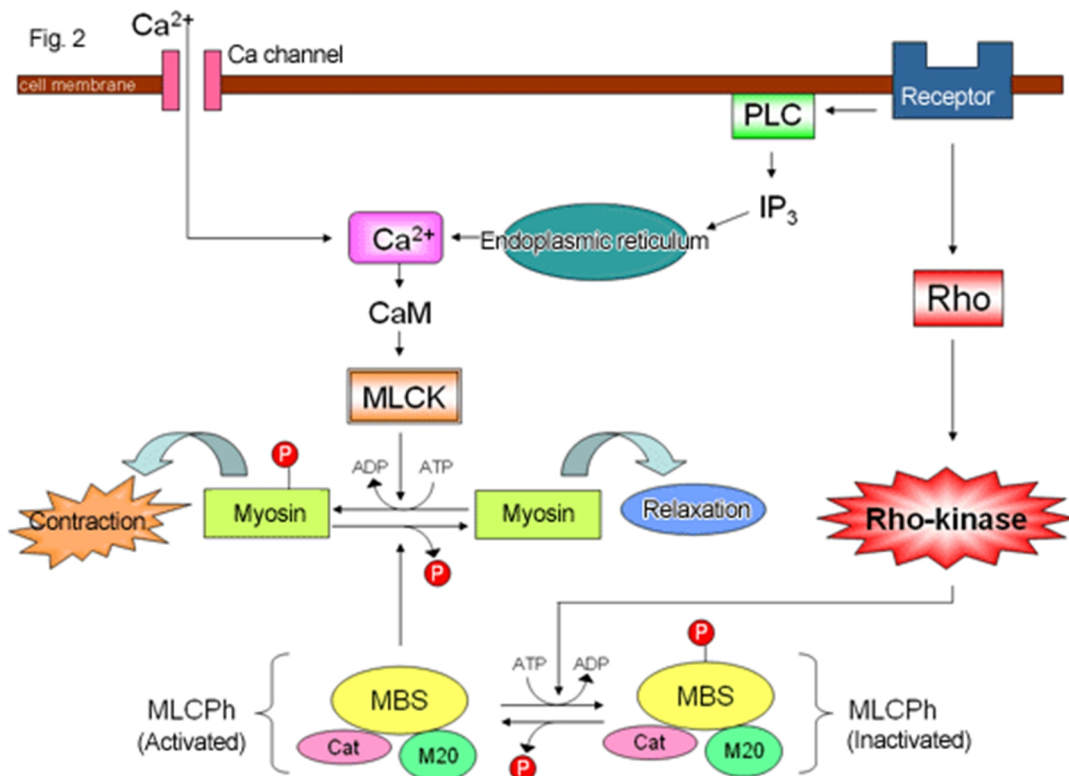 Fig. 2
Ca²⁺
Ca channel
cell membrane
Receptor
PLC
IP₃
Endoplasmic reticulum
Ca²⁺
CaM
Rho
MLCK
P
ADP
ATP
Contraction
Myosin
Myosin
Relaxation
Rho-kinase
P
P
ATP
ADP
MLCPh
(Activated)
MBS
Cat
M20
P
MBS
Cat
M20
MLCPh
(Inactivated)